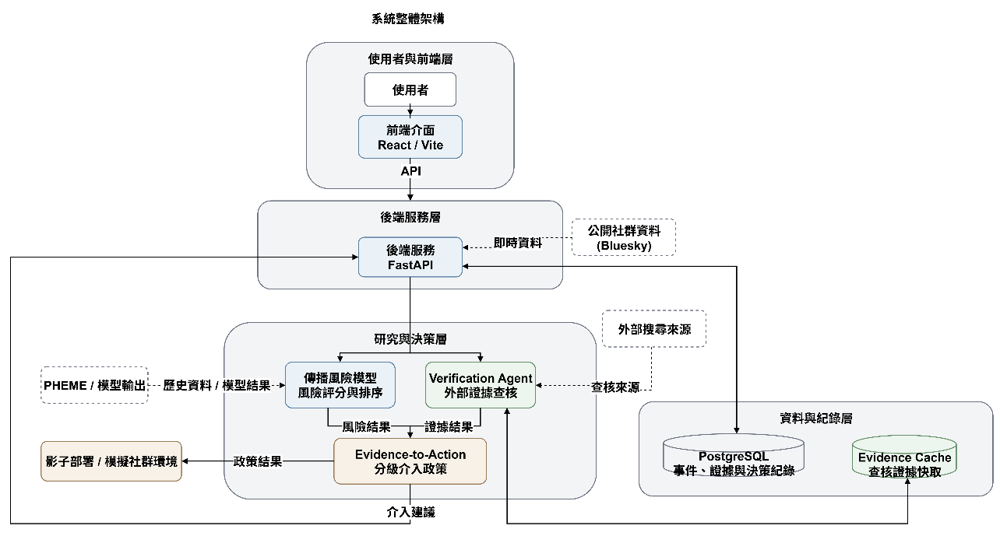 系統整體架構
使用者與前端層
使用者
前端介面
React / Vite
API
後端服務層
後端服務
FastAPI
即時資料
公開社群資料
(Bluesky)
外部搜尋來源
研究與決策層
PHEME / 模型輸出
歷史資料 / 模型結果
傳播風險模型
風險評分與排序
Verification Agent
外部證據查核
查核來源
風險結果
證據結果
資料與紀錄層
影子部署 / 模擬社群環境
政策結果
Evidence-to-Action
分級介入政策
PostgreSQL
事件、證據與決策紀錄
Evidence Cache
查核證據快取
介入建議